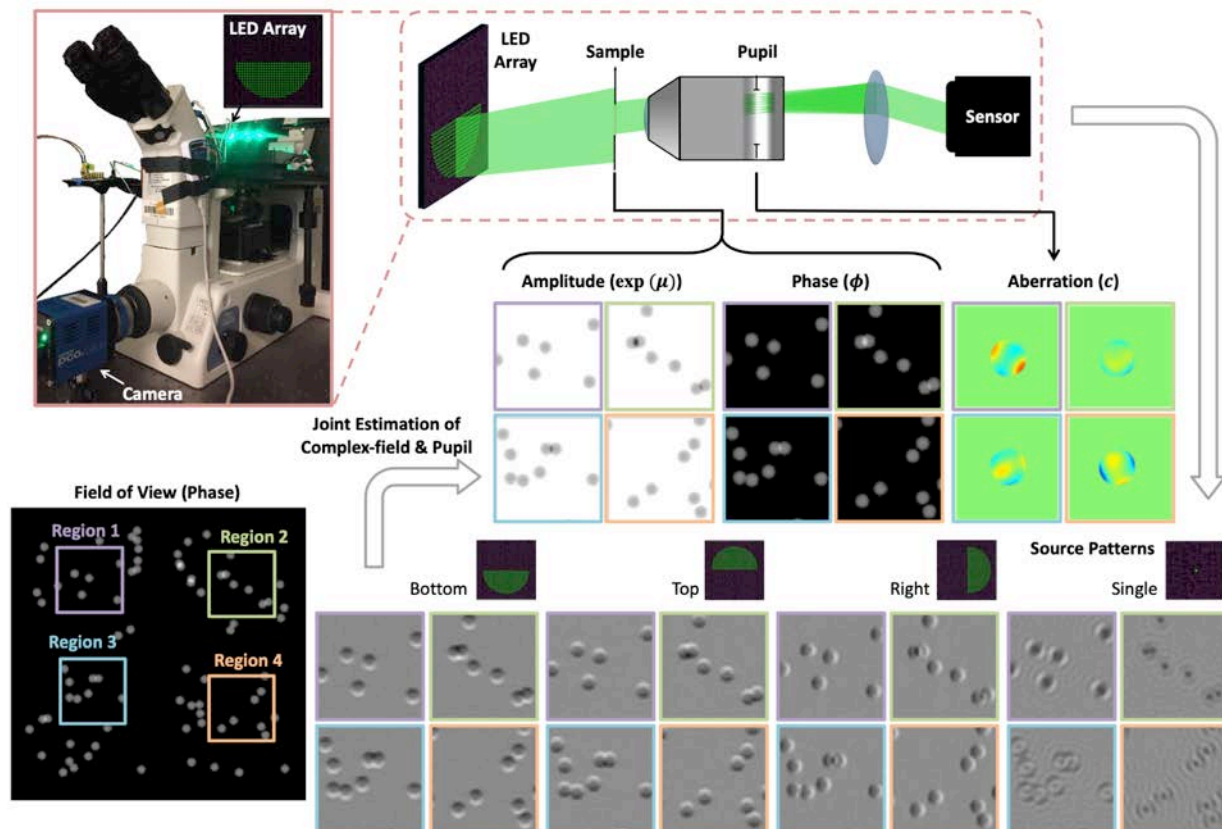 LED Array
LED
Array
Sample
Pupil
Sensor
Camera
Amplitude (exp (μ))
Phase (ϕ)
Aberration (c)
Joint Estimation of
Complex-field & Pupil
Field of View (Phase)
Region 1
Region 2
Region 3
Region 4
Source Patterns
Bottom
Top
Right
Single